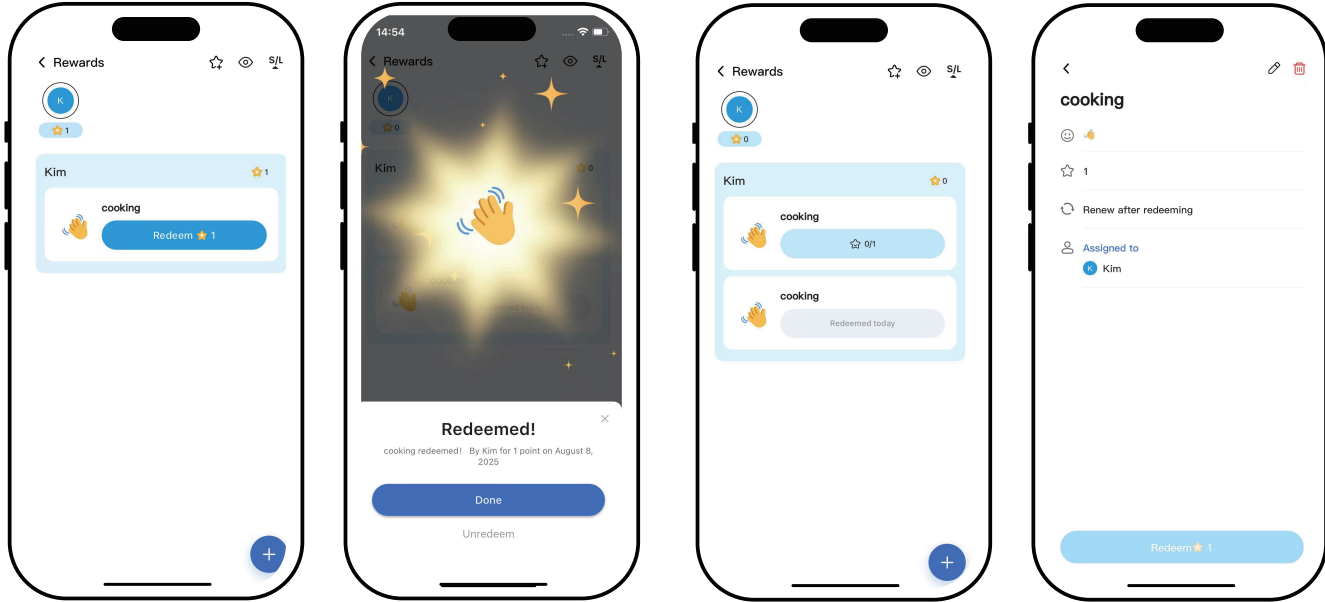 Rewards
S/L
K
1
Kim
1
cooking
Redeem 1
14:54
Rewards
S/L
K
0
Kim
0
cooking
Redeemed!
cooking redeemed! By Kim for 1 point on August 8,
2025
Done
Unredeem
Rewards
S/L
K
0
Kim
0
cooking
0/1
cooking
Redeemed today
cooking
1
Renew after redeeming
Assigned to
K Kim
Redeem 1